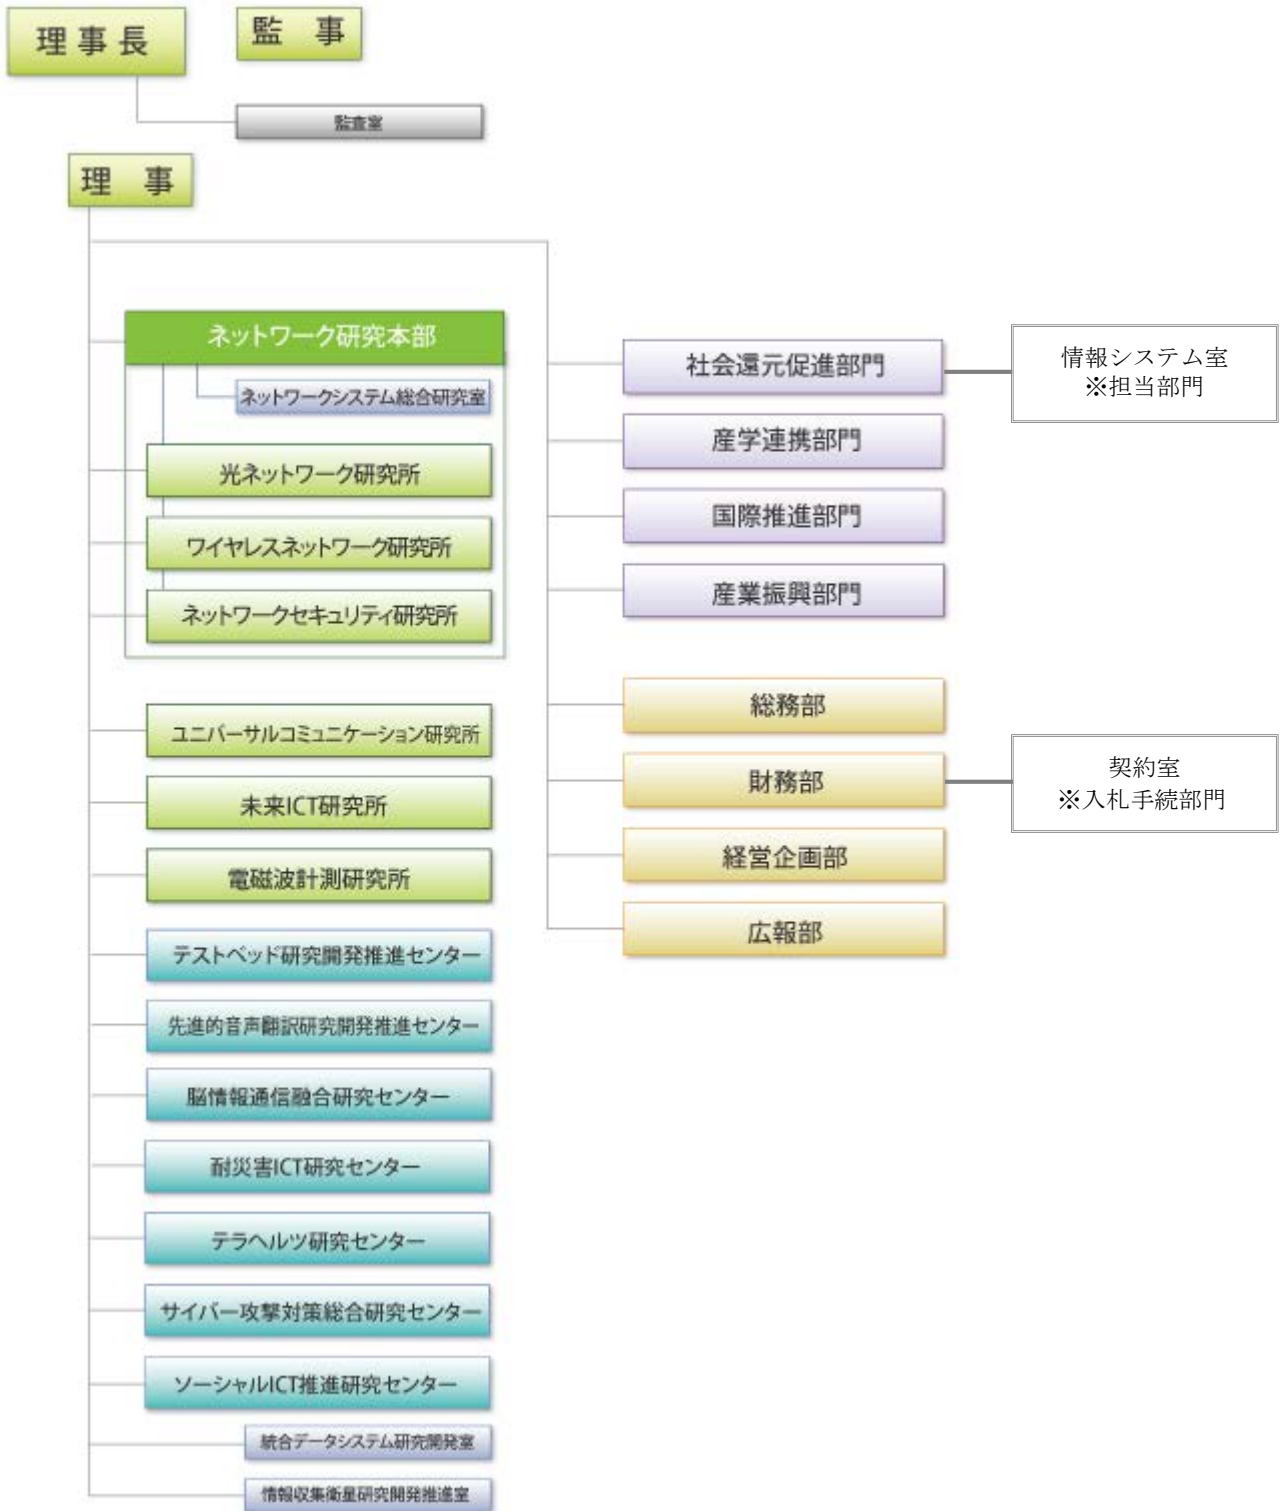 理事長
監　事
監査室
理　事
ネットワーク研究本部
ネットワークシステム総合研究室
光ネットワーク研究所
ワイヤレスネットワーク研究所
ネットワークセキュリティ研究所
ユニバーサルコミュニケーション研究所
未来ICT研究所
電磁波計測研究所
テストベッド研究開発推進センター
先進的音声翻訳研究開発推進センター
脳情報通信融合研究センター
耐災害ICT研究センター
テラヘルツ研究センター
サイバー攻撃対策総合研究センター
ソーシャルICT推進研究センター
統合データシステム研究開発室
情報収集衛星研究開発推進室
社会還元促進部門
情報システム室
※担当部門
産学連携部門
国際推進部門
産業振興部門
総務部
財務部
契約室
※入札手続部門
経営企画部
広報部